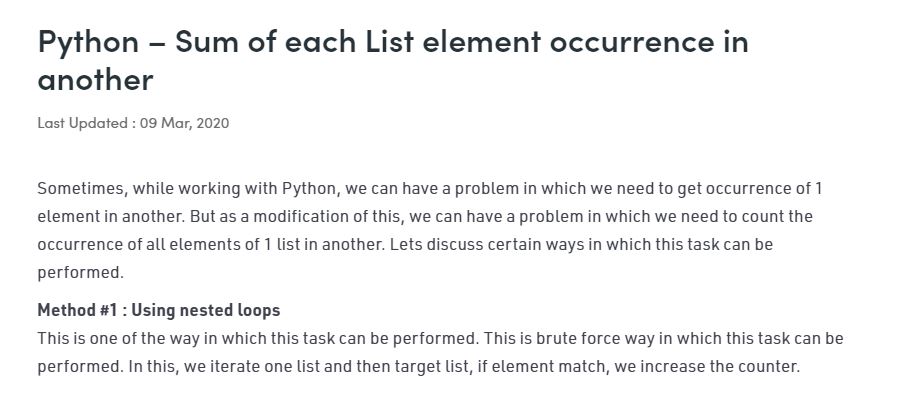 Python – Sum of each List element occurrence in
another
Last Updated : 09 Mar, 2020
Sometimes, while working with Python, we can have a problem in which we need to get occurrence of 1
element in another. But as a modification of this, we can have a problem in which we need to count the
occurrence of all elements of 1 list in another. Lets discuss certain ways in which this task can be
performed.
Method #1 : Using nested loops
This is one of the way in which this task can be performed. This is brute force way in which this task can be
performed. In this, we iterate one list and then target list, if element match, we increase the counter.